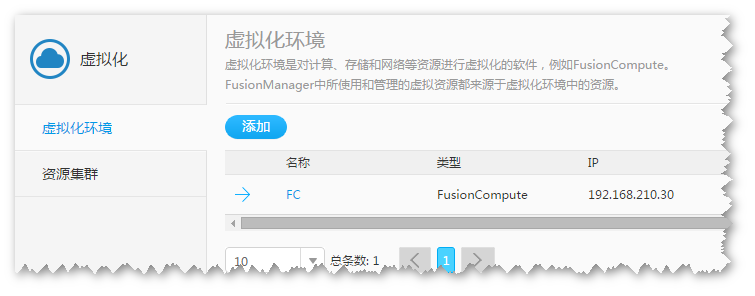 虚拟化
虚拟化环境
资源集群
虚拟化环境
虚拟化环境是对计算、存储和网络等资源进行虚拟化的软件，例如FusionCompute。
FusionManager中所使用和管理的虚拟资源都来源于虚拟化环境中的资源。
添加
名称 类型 IP
FC FusionCompute 192.168.210.30
10 总条数: 1 1